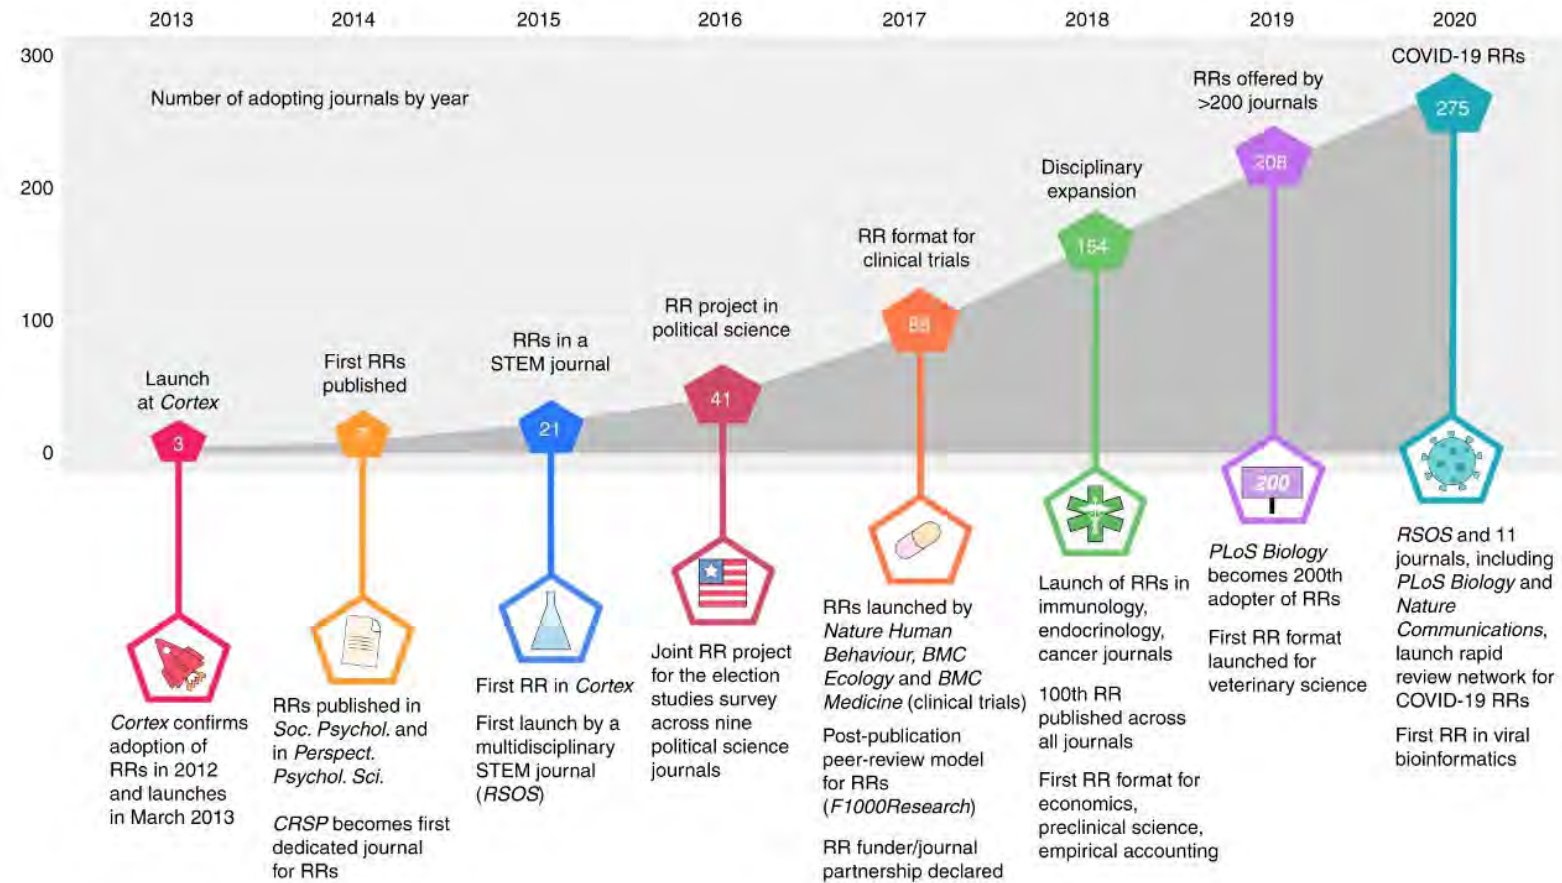 2013
2014
2015
2016
2017
2018
2019
2020
300
200
100
0
Number of adopting journals by year
Launch
at Cortex
3
Cortex confirms
adoption of
RRs in 2012
and launches
in March 2013
First RRs
published
RRs published in
Soc. Psychol. and
in Perspect.
Psychol. Sci.
CRSP becomes first
dedicated journal
for RRs
RRs in a
STEM journal
21
First RR in Cortex
First launch by a
multidisciplinary
STEM journal
(RSOS)
RR project in
political science
41
Joint RR project
for the election
studies survey
across nine
political science
journals
RR format for
clinical trials
88
RRs launched by
Nature Human
Behaviour, BMC
Ecology and BMC
Medicine (clinical trials)
Post-publication
peer-review model
for RRs
(F1000Research)
RR funder/journal
partnership declared
Disciplinary
expansion
154
Launch of RRs in
immunology,
endocrinology,
cancer journals
100th RR
published across
all journals
First RR format for
economics,
preclinical science,
empirical accounting
RRs offered by
>200 journals
208
200
PLoS Biology
becomes 200th
adopter of RRs
First RR format
launched for
veterinary science
COVID-19 RRs
275
RSOS and 11
journals, including
PLoS Biology and
Nature
Communications,
launch rapid
review network for
COVID-19 RRs
First RR in viral
bioinformatics